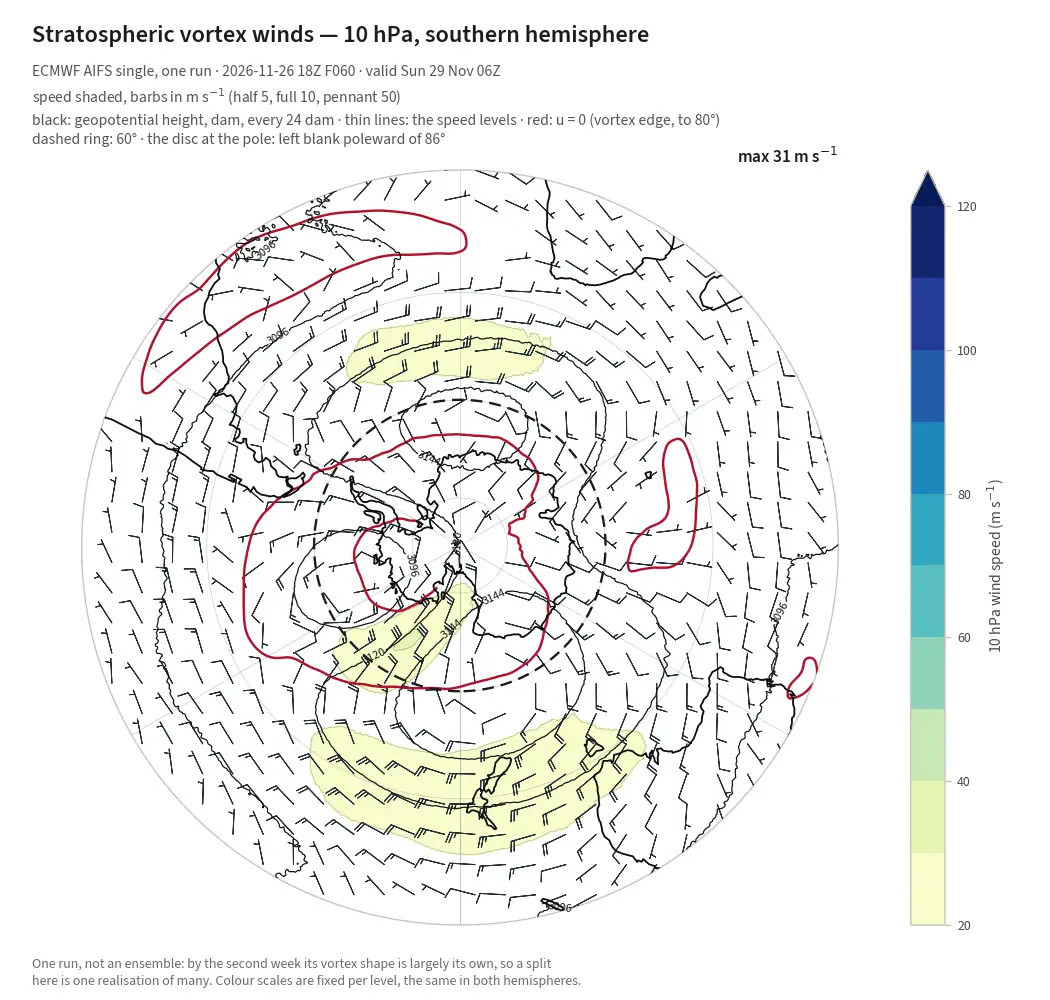 Stratospheric vortex winds — 10 hPa, southern hemisphere
ECMWF AIFS single, one run · 2026-11-26 18Z F060 · valid Sun 29 Nov 06Z
speed shaded, barbs in m s⁻¹ (half 5, full 10, pennant 50)
black: geopotential height, dam, every 24 dam · thin lines: the speed levels · red: u = 0 (vortex edge, to 80°)
dashed ring: 60° · the disc at the pole: left blank poleward of 86°
max 31 m s⁻¹
120
100
80
60
40
20
10 hPa wind speed (m s⁻¹)
3096
3096
3144
3096
3144
3144
3120
3096
3096
One run, not an ensemble: by the second week its vortex shape is largely its own, so a split
here is one realisation of many. Colour scales are fixed per level, the same in both hemispheres.